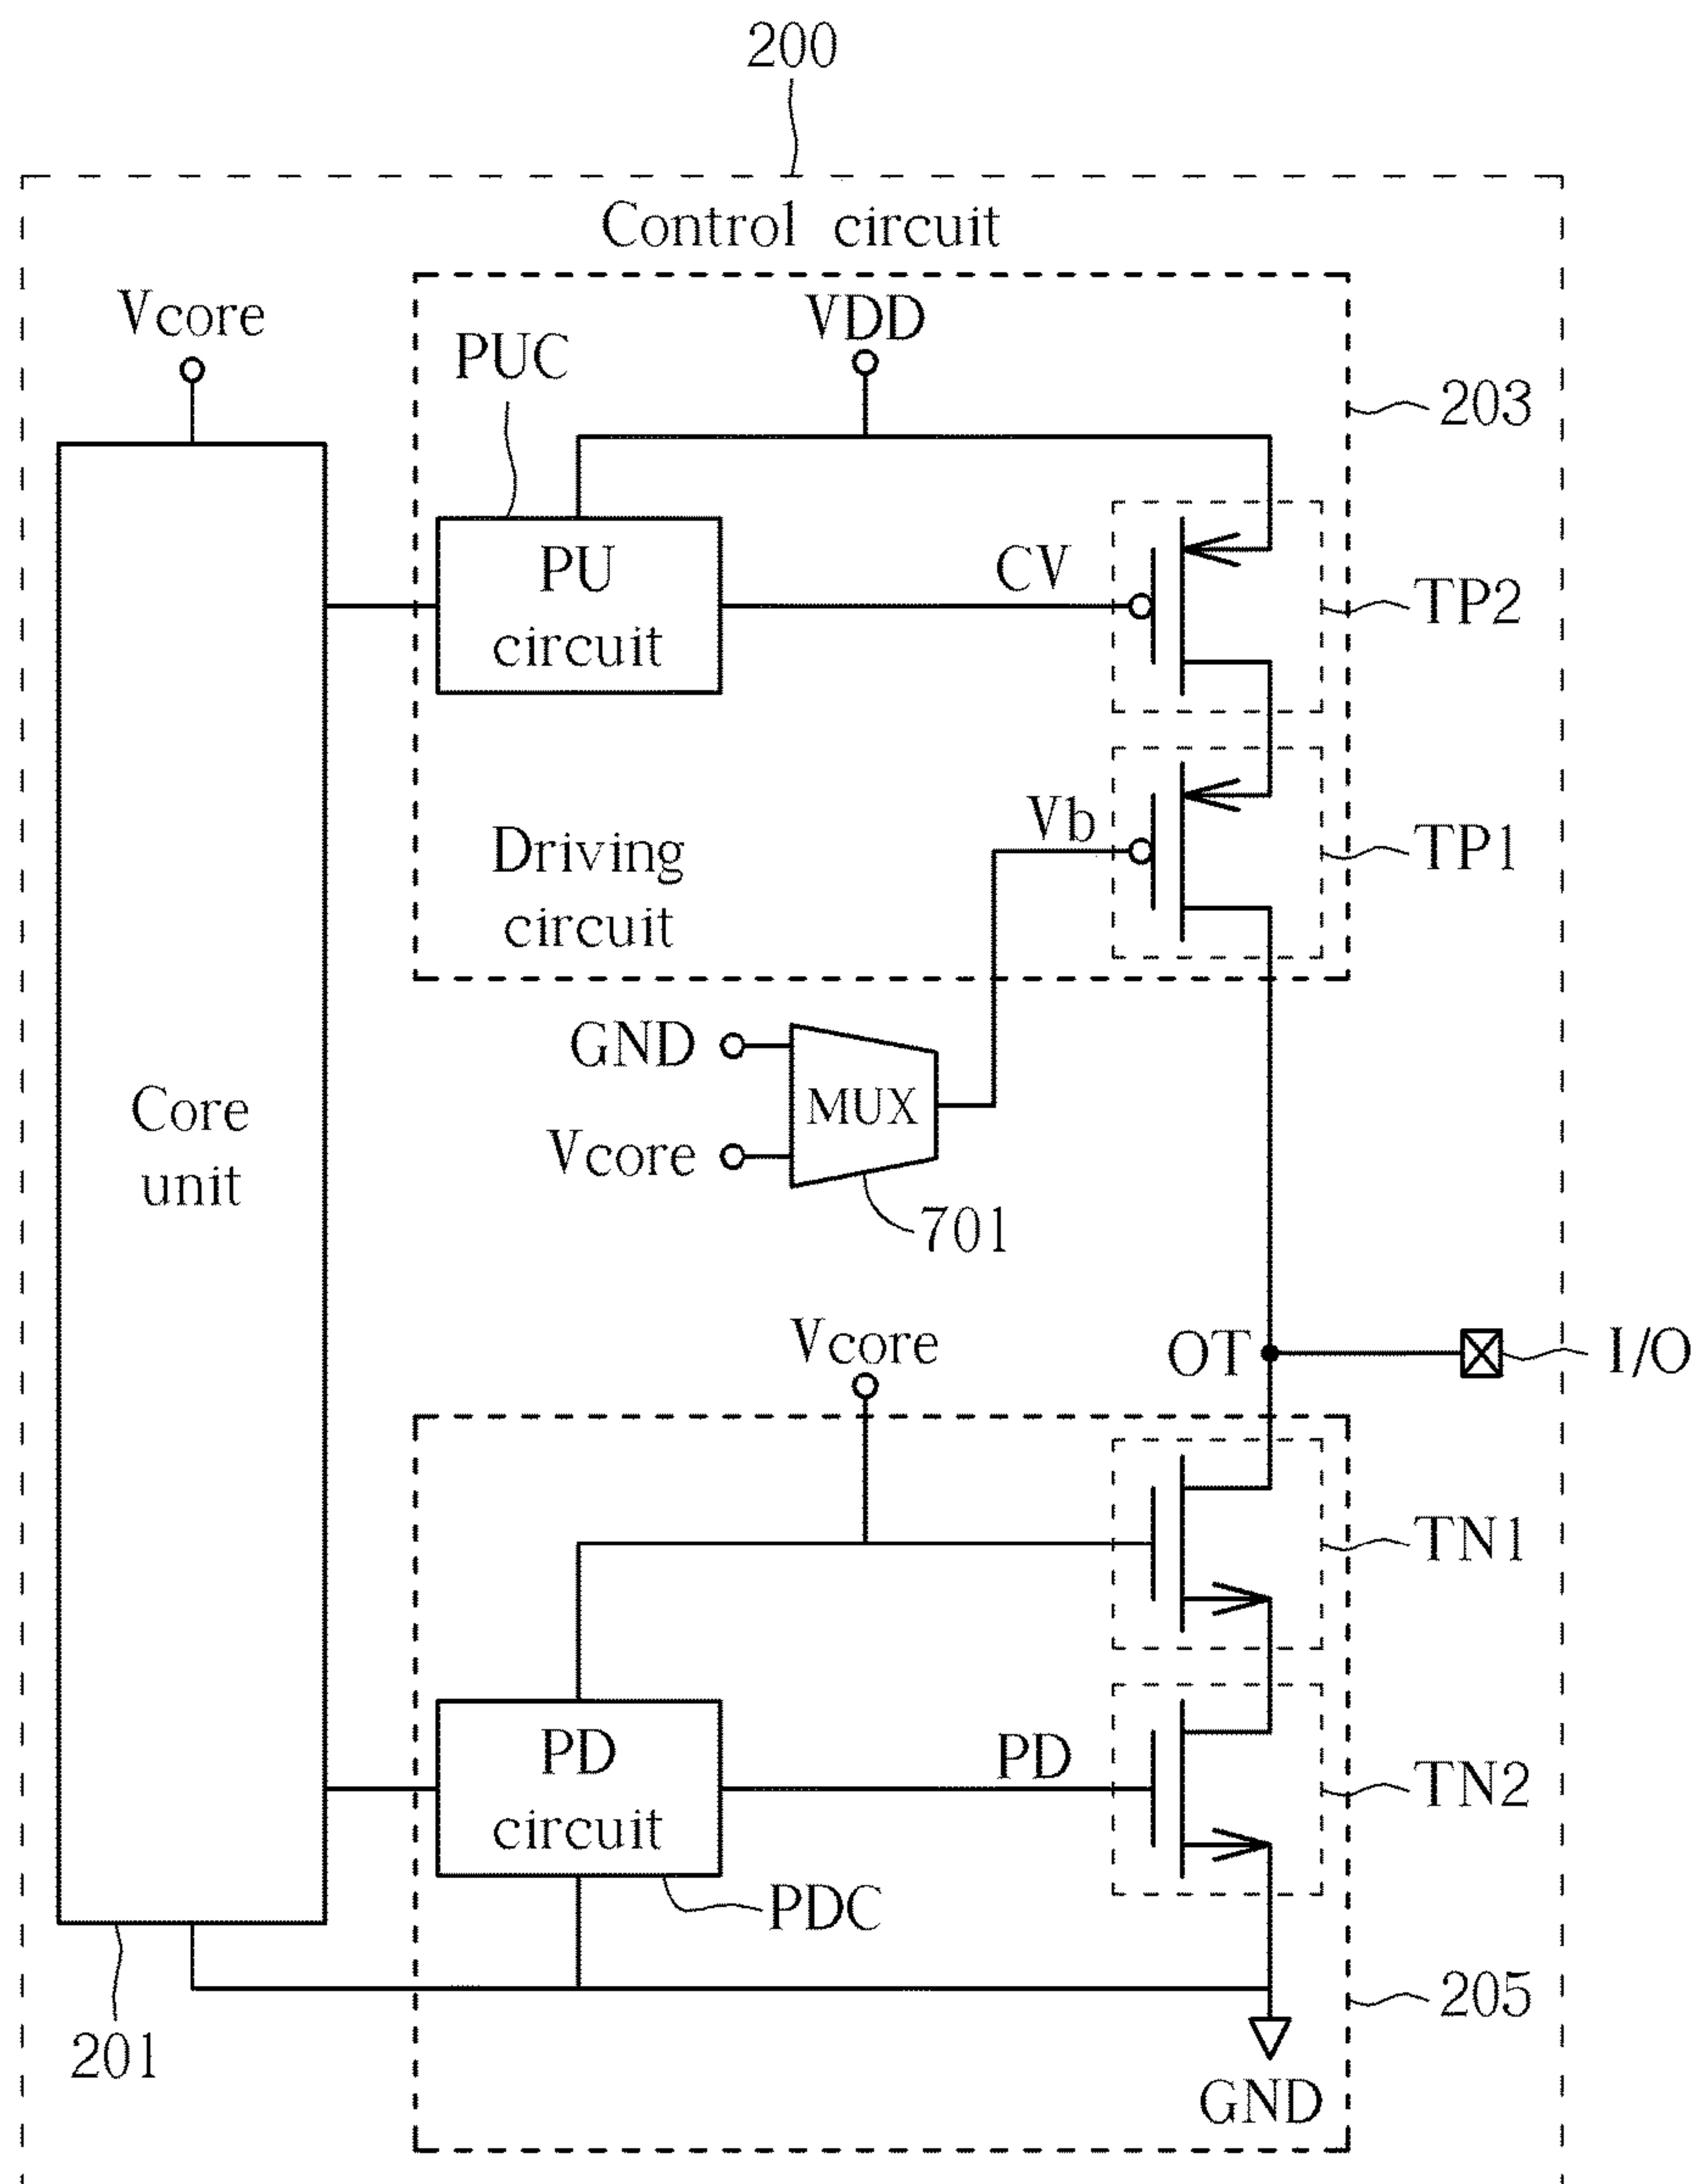 200
Control circuit
Vcore
VDD
PUC
203
PU
circuit
CV
TP2
Vb
TP1
Driving
circuit
GND
MUX
Vcore
701
Core
unit
Vcore
OT
I/O
TN1
PD
circuit
PD
TN2
PDC
205
201
GND